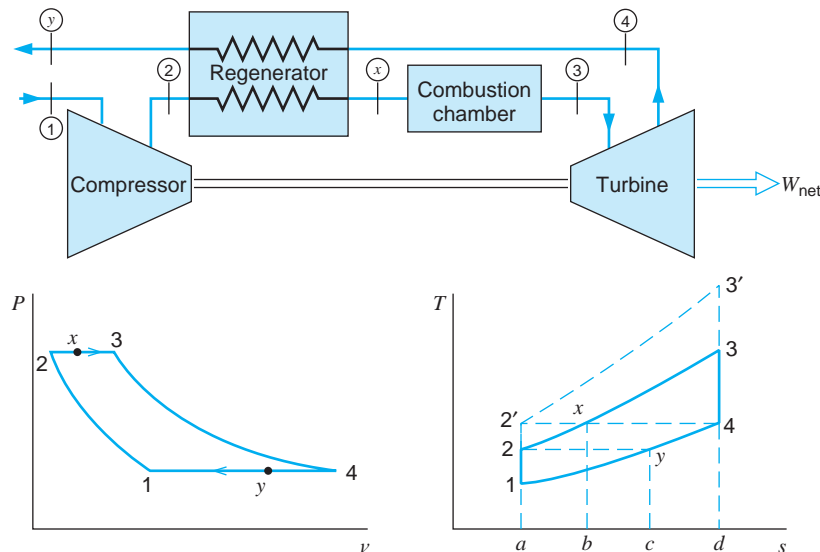 y
4
2
Regenerator
x
3
Combustion
chamber
1
Compressor
Turbine
W net
P
x
3
2
1
y
4
v
T
3′
3
2′
x
4
2
y
1
a b c d s